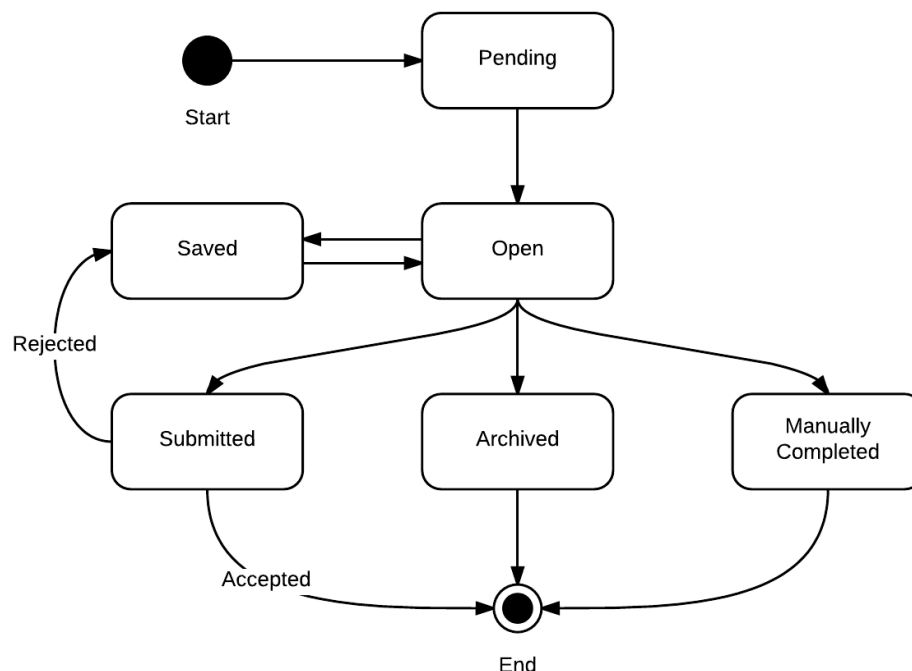 Pending
Start
Saved
Open
Rejected
Submitted
Archived
Manually
Completed
Accepted
End